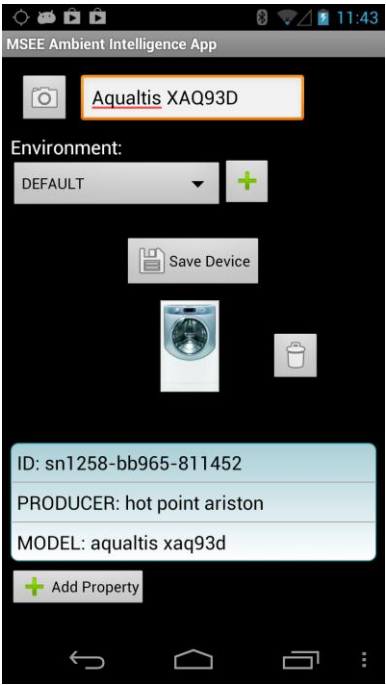 11:43
MSEE Ambient Intelligence App
Aqualtis XAQ93D
Environment:
DEFAULT
Save Device
ID: sn1258-bb965-811452
PRODUCER: hot point ariston
MODEL: aqualtis xaq93d
Add Property